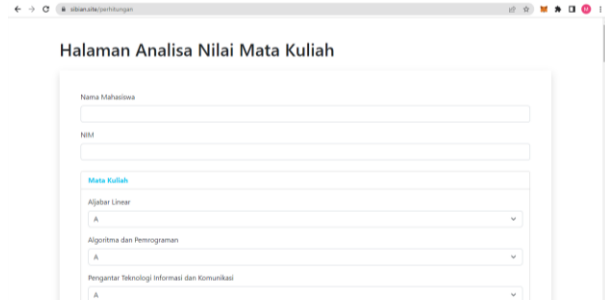 sibian.site/perhitungan
Halaman Analisa Nilai Mata Kuliah
Nama Mahasiswa
NIM
Mata Kuliah
Aljabar Linear
A
Algoritma dan Pemrograman
A
Pengantar Teknologi Informasi dan Komunikasi
A